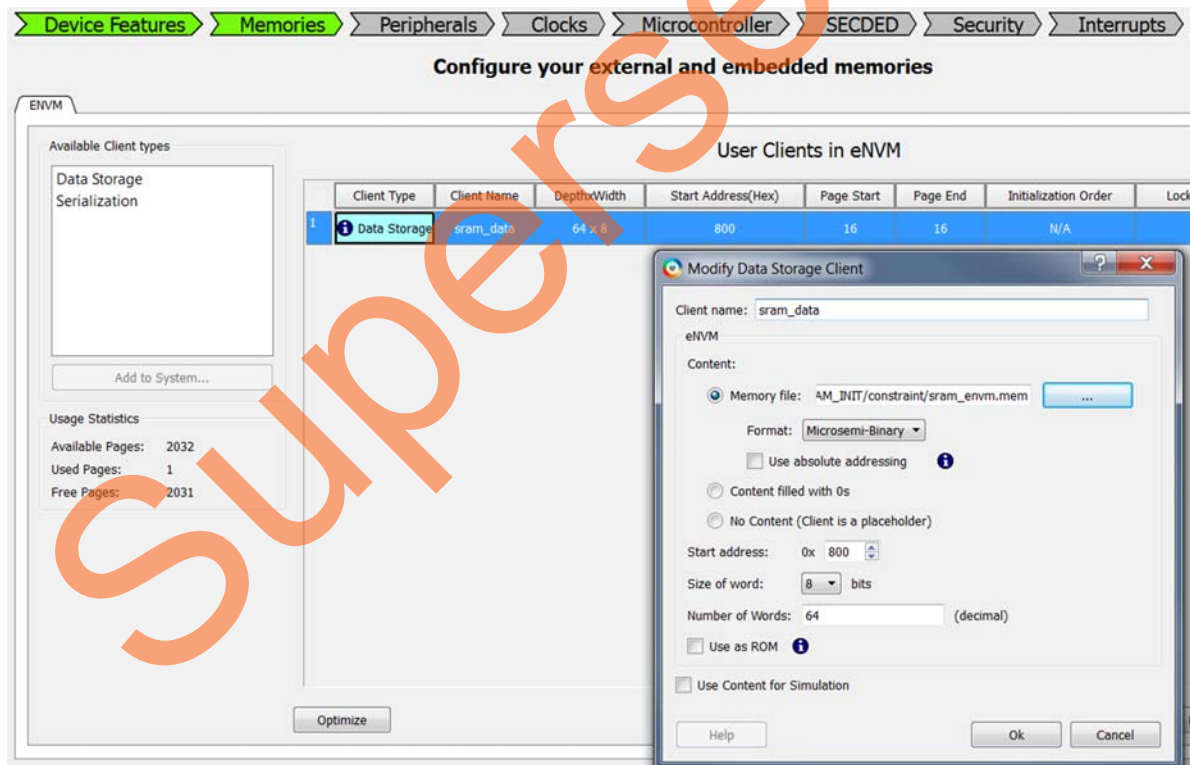 Device Features Memories Peripherals Clocks Microcontroller SECDED Security Interrupts
Configure your external and embedded memories
ENVM
Available Client types
Data Storage
Serialization
Add to System...
Usage Statistics
Available Pages: 2032
Used Pages: 1
Free Pages: 2031
User Clients in eNVM
Client Type Client Name DepthxWidth Start Address(Hex) Page Start Page End Initialization Order Lock
1 Data Storage sram_data 64 x 8 800 16 16 N/A
Modify Data Storage Client
Client name: sram_data
eNVM
Content:
Memory file: AM_INIT/constraint/sram_envm.mem ...
Format: Microsemi-Binary
Use absolute addressing
Content filled with 0s
No Content (Client is a placeholder)
Start address: 0x 800
Size of word: 8 bits
Number of Words: 64 (decimal)
Use as ROM
Use Content for Simulation
Help Ok Cancel
Optimize
Superse